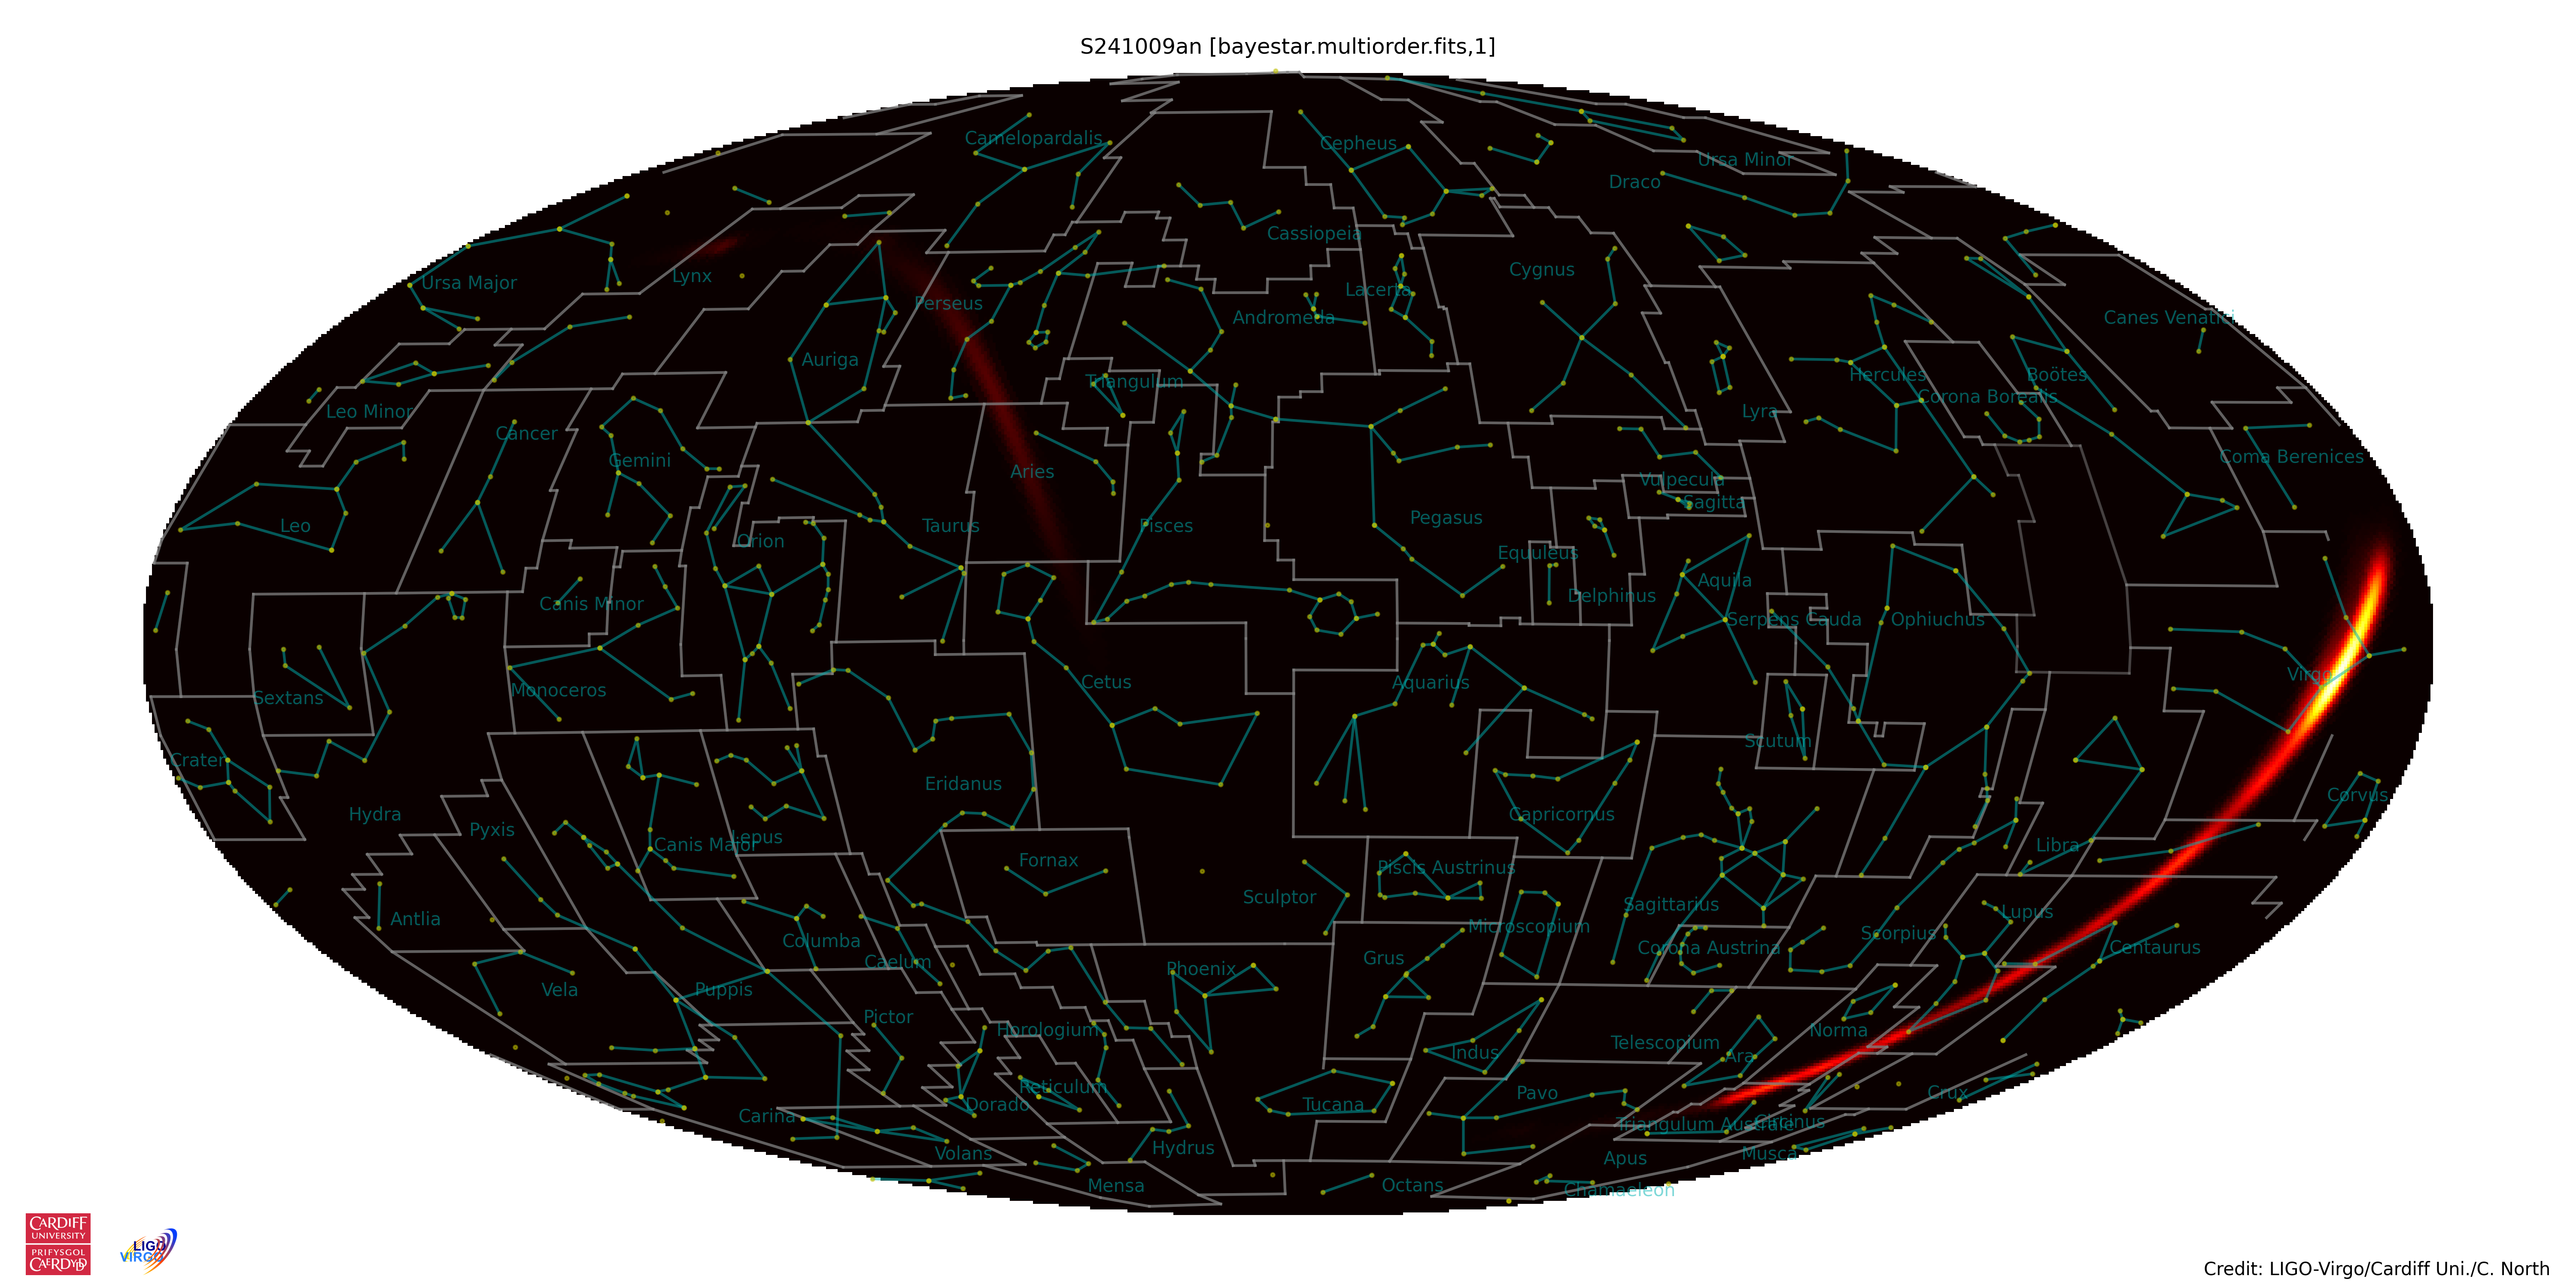 S241009an [bayestar.multiorder.fits,1]
Camelopardalis
Cepheus
Ursa Minor
Draco
Cassiopeia
Ursa Major
Lynx
Cygnus
Lacerta
Perseus
Andromeda
Canes Venatici
Auriga
Triangulum
Hercules
Boötes
Corona Borealis
Leo Minor
Lyra
Cancer
Gemini
Aries
Coma Berenices
Vulpecula
Sagitta
Leo
Orion
Taurus
Pisces
Pegasus
Equuleus
Canis Minor
Delphinus
Aquila
Serpens Cauda
Ophiuchus
Sextans
Monoceros
Cetus
Aquarius
Virgo
Crater
Scutum
Eridanus
Corvus
Hydra
Pyxis
Canis Major
Lepus
Capricornus
Libra
Fornax
Piscis Austrinus
Sculptor
Antlia
Sagittarius
Lupus
Columba
Microscopium
Corona Austrina
Scorpius
Centaurus
Caelum
Phoenix
Grus
Vela
Puppis
Pictor
Horologium
Norma
Telescopium
Indus
Ara
Reticulum
Dorado
Pavo
Crux
Carina
Tucana
Triangulum Australe
Circinus
Volans
Hydrus
Apus
Musca
Mensa
Octans
Chamaeleon
CARDIFF
UNIVERSITY
PRIFYSGOL
CAERDYDD
LIGO
VIRGO
Credit: LIGO-Virgo/Cardiff Uni./C. North